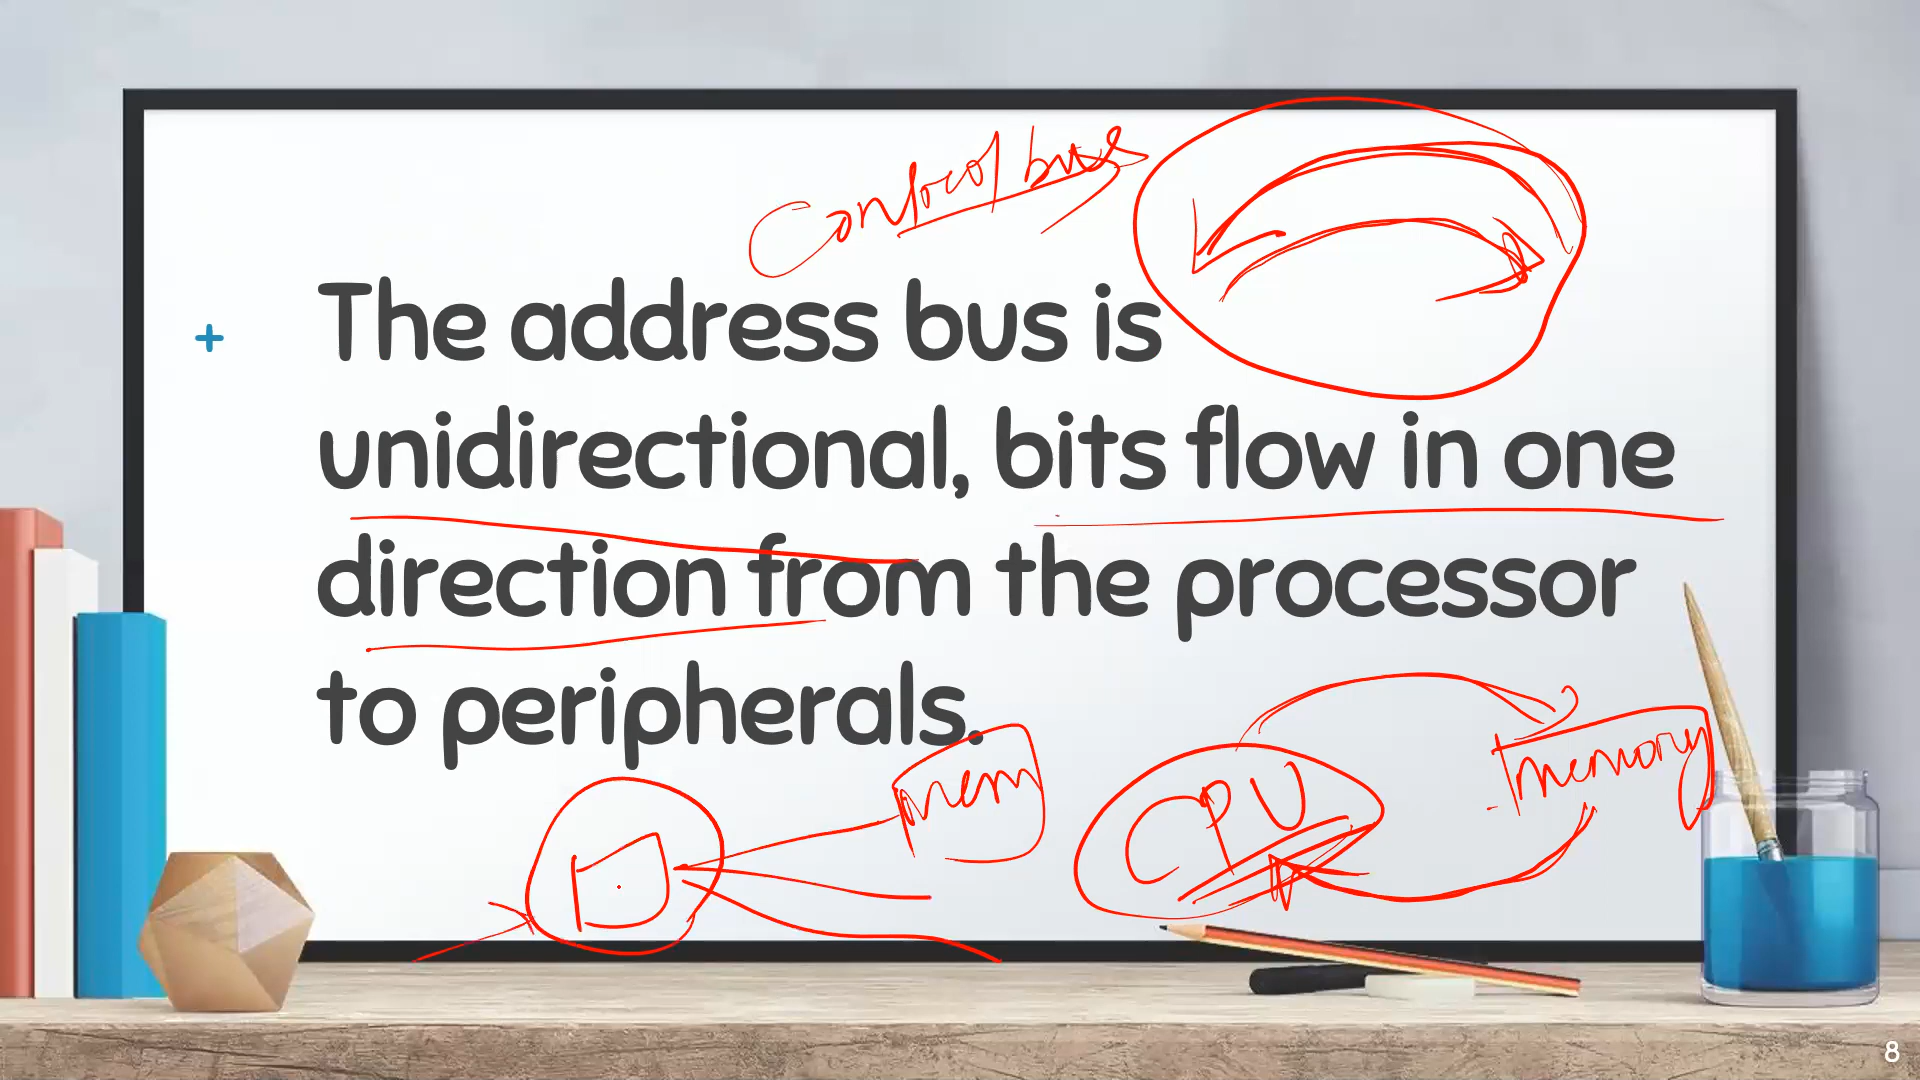 Control bus
+ The address bus is
unidirectional, bits flow in one
direction from the processor
to peripherals.
mem
CPU
memory
8